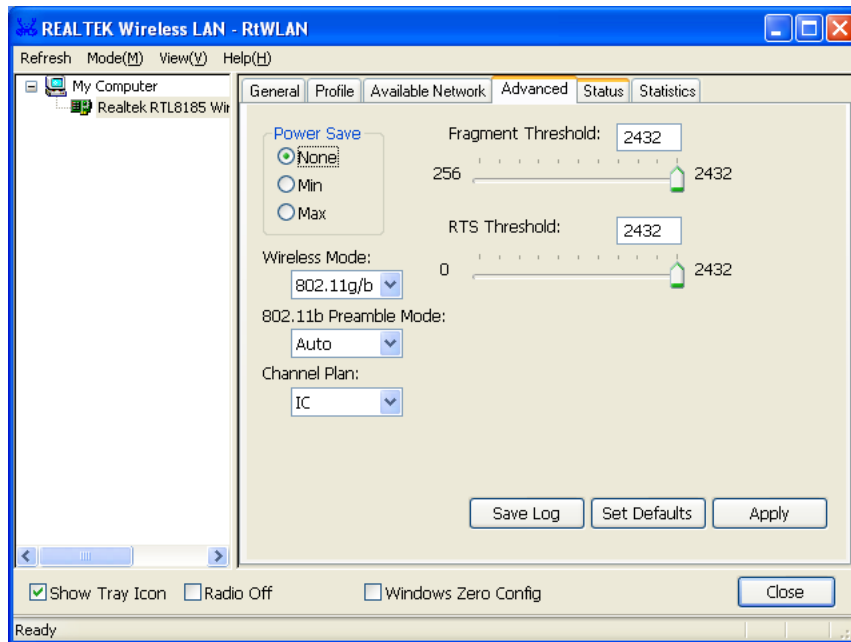 REALTEK Wireless LAN - RtWLAN
Refresh Mode(M) View(V) Help(H)
My Computer
Realtek RTL8185 Wir
General Profile Available Network Advanced Status Statistics
Power Save
None
Min
Max
Fragment Threshold: 2432
256 2432
RTS Threshold: 2432
0 2432
Wireless Mode:
802.11g/b
802.11b Preamble Mode:
Auto
Channel Plan:
IC
Save Log Set Defaults Apply
Show Tray Icon Radio Off Windows Zero Config Close
Ready